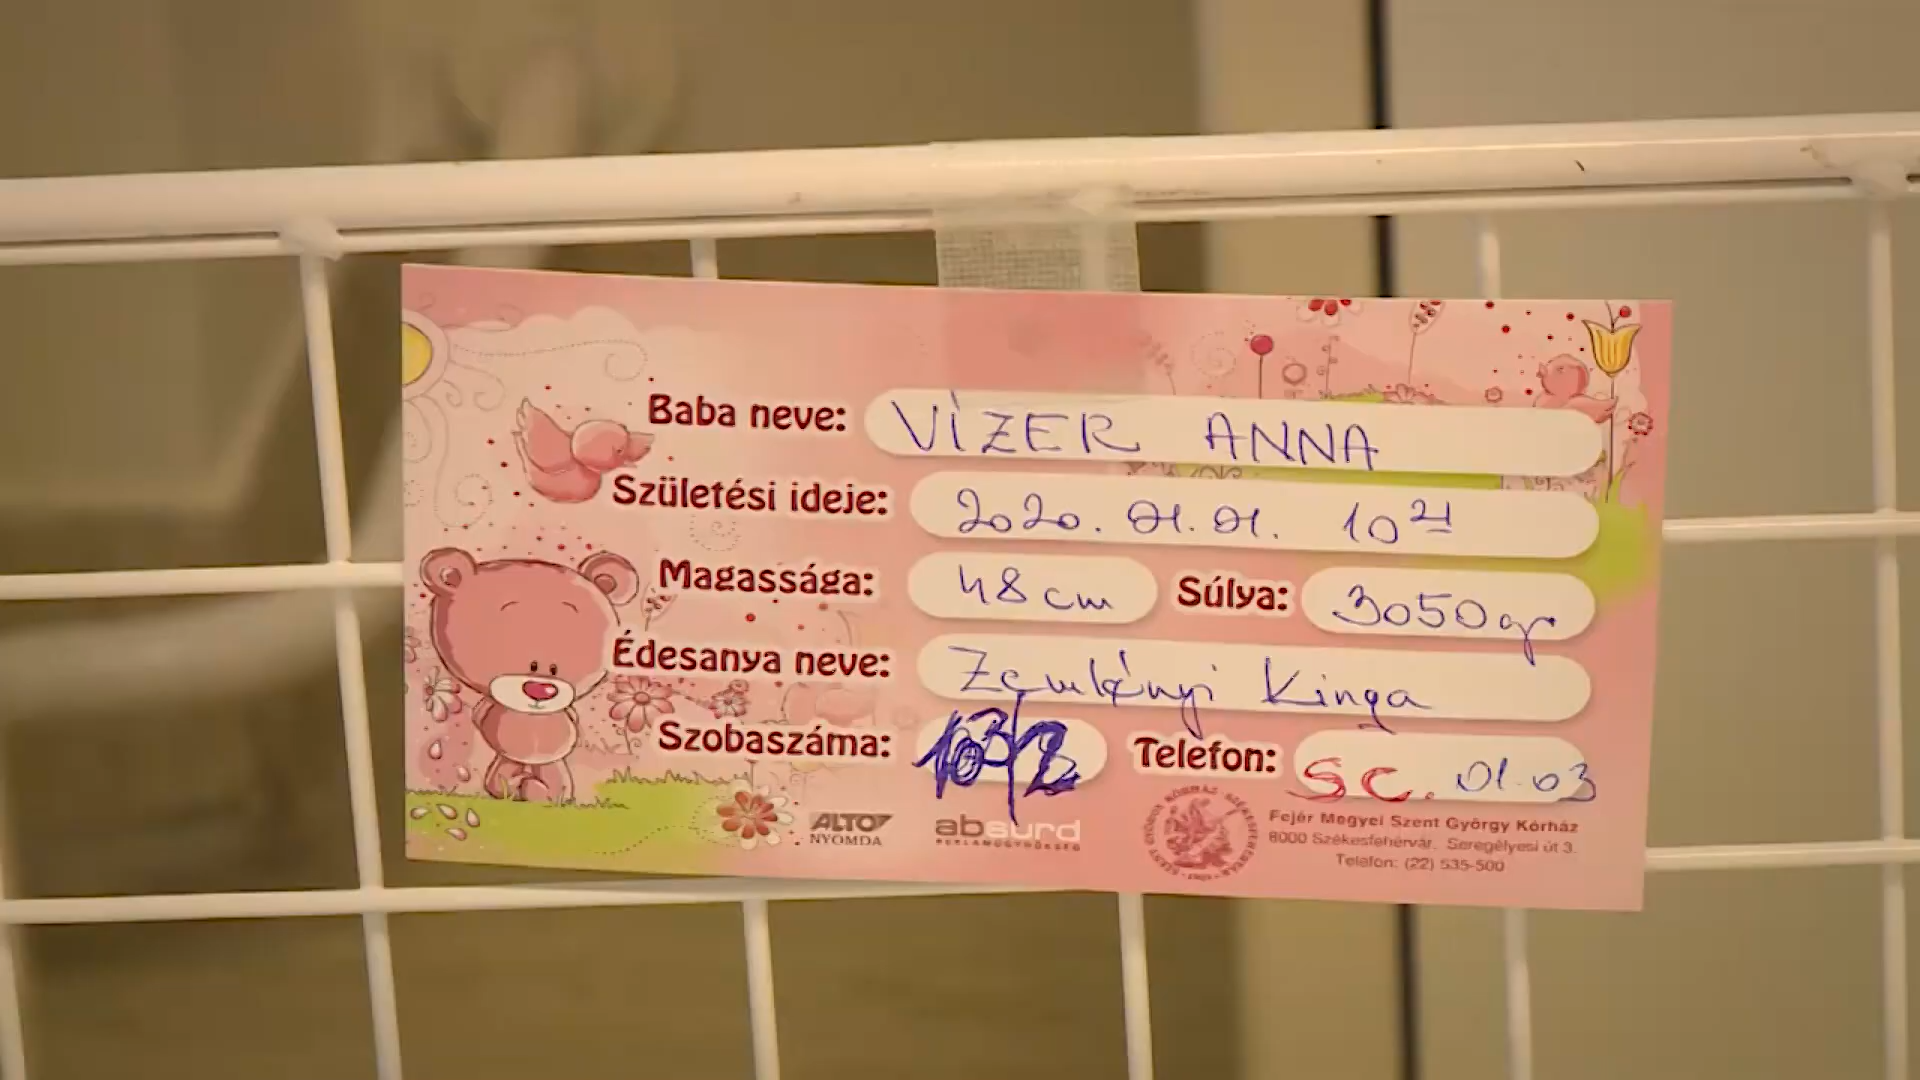 Baba neve: VIZER ANNA
Születési ideje: 2020. 01. 01. 10 21
Magassága: 48 cm Súlya: 3050 gr
Édesanya neve: Zemlényi Kinga
Szobaszáma: Telefon: SC. 01.03
ALTO NYOMDA
absurd
REKLÁMÜGYNÖKSÉG
Fejér Megyei Szent György Kórház
8000 Székesfehérvár, Seregélyesi út 3.
Telefon: (22) 535-500